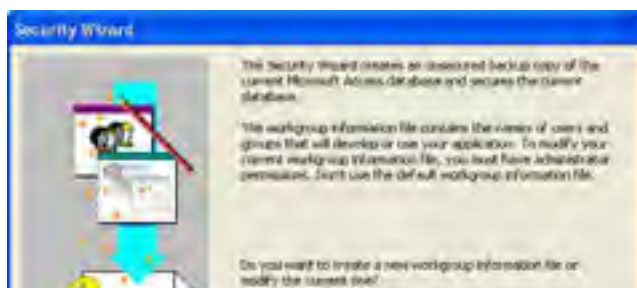 Security Wizard
The Security Wizard creates an unsecured backup copy of the
current Microsoft Access database and secures the current
database.
The workgroup information file contains the names of users and
groups that will develop or use your application. To modify your
current workgroup information file, you must have administrator
permissions. Don't use the default workgroup information file.
Do you want to create a new workgroup information file or
modify the current one?